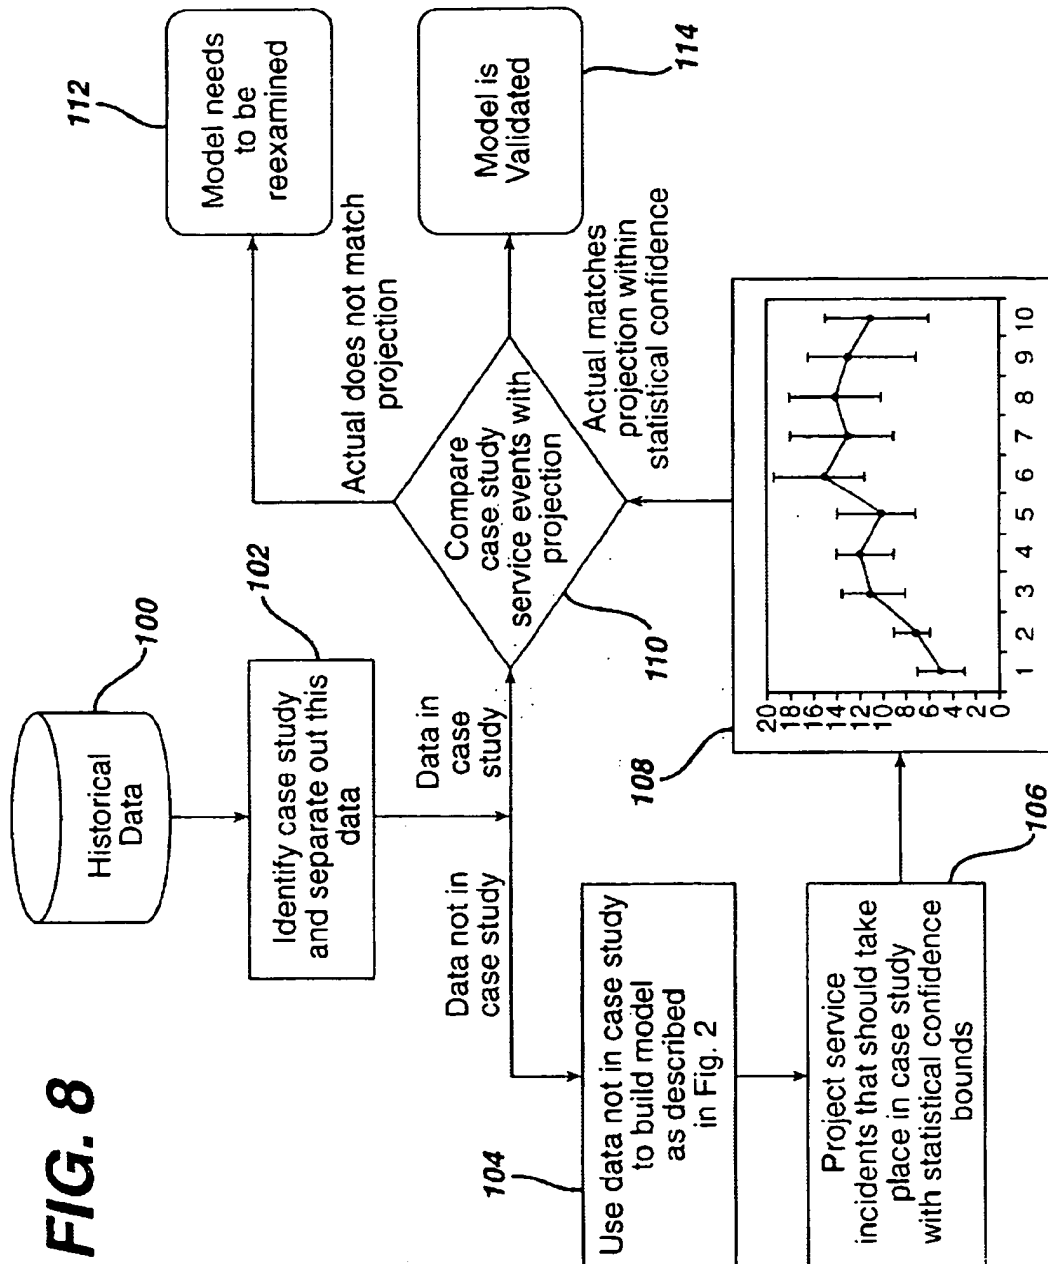 FIG. 8
Historical
Data
100
Identify case study
and separate out this
data
102
Data not in
case study
Data in
case
study
Use data not in case study
to build model
as described
in Fig. 2
104
Project service
incidents that should take
place in case study
with statistical confidence
bounds
106
108
20
18
16
14
12
10
8
6
4
2
0
1 2 3 4 5 6 7 8 9 10
Compare
case study
service events with
projection
110
Actual does not match
projection
Actual matches
projection within
statistical confidence
Model needs
to be
reexamined
112
Model is
Validated
114